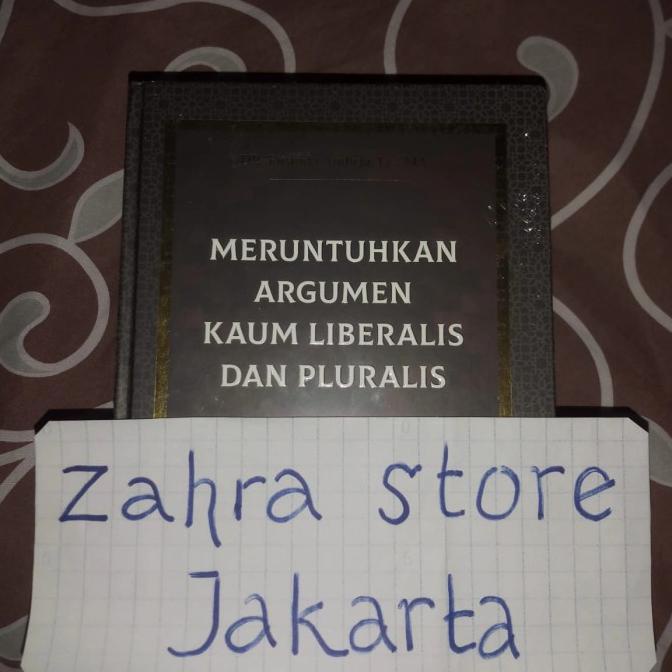 MERUNTUHKAN
ARGUMEN
KAUM LIBERALIS
DAN PLURALIS
zahra store
Jakarta